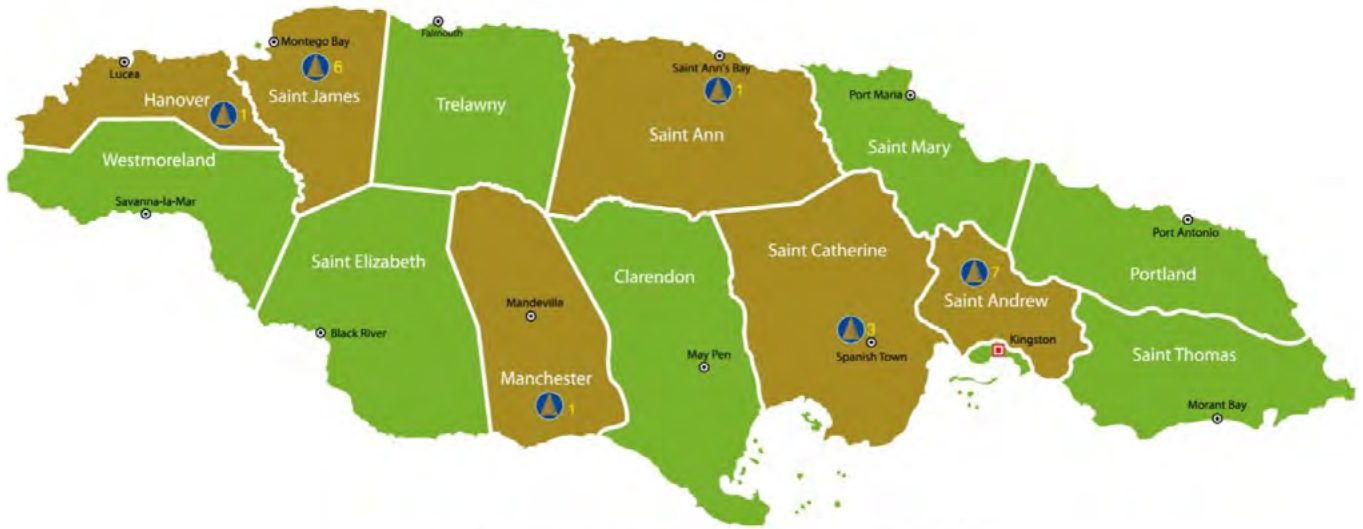 Falmouth
Montego Bay
6
Lucea
Saint James
Hanover
1
Westmoreland
Savanna-la-Mar
Trelawny
Saint Ann's Bay
1
Saint Ann
Port Maria
Saint Mary
Port Antonio
Portland
Saint Elizabeth
Black River
Mandeville
Manchester
1
Clarendon
May Pen
Saint Catherine
3
Spanish Town
7
Saint Andrew
Kingston
Saint Thomas
Morant Bay